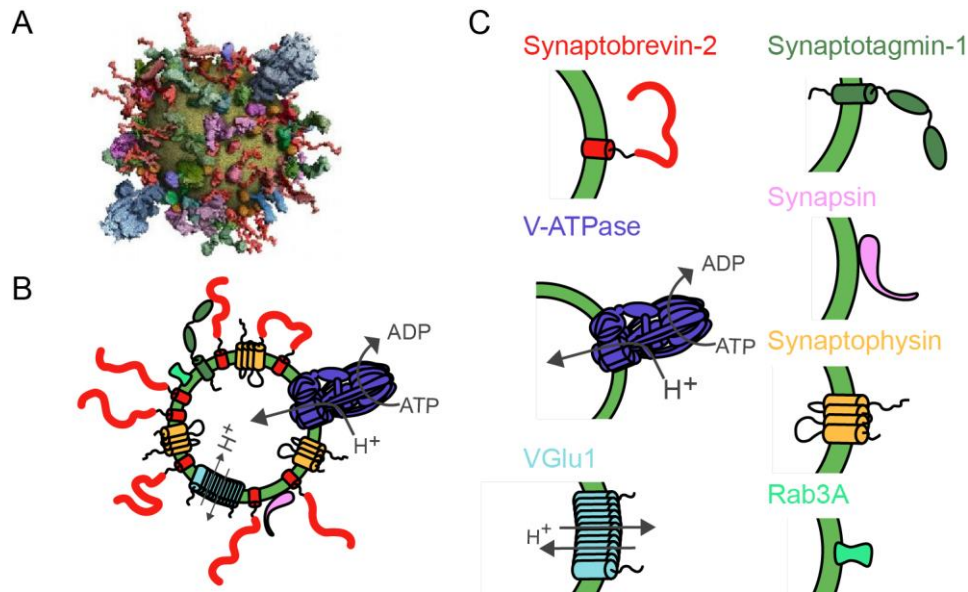 A
B
ADP
ATP
H+
H+
C
Synaptobrevin-2
Synaptotagmin-1
V-ATPase
ADP
ATP
H+
Synapsin
Synaptophysin
VGlu1
H+
Rab3A